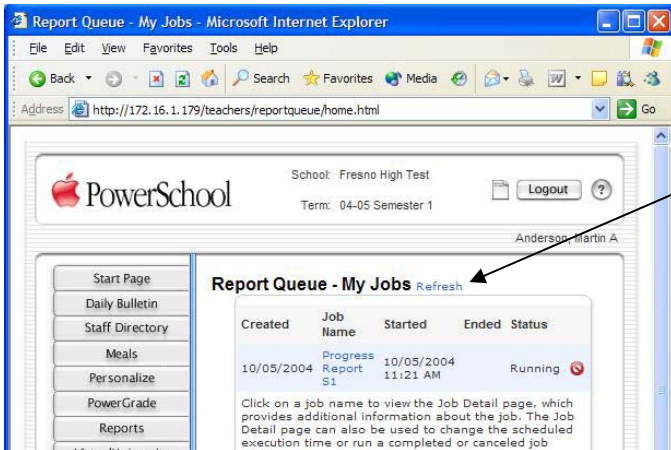 Report Queue - My Jobs - Microsoft Internet Explorer
File Edit View Favorites Tools Help
Back Search Favorites Media
Address http://172.16.1.179/teachers/reportqueue/home.html Go
PowerSchool
School: Fresno High Test
Term: 04-05 Semester 1
Logout ?
Anderson, Martin A
Start Page
Daily Bulletin
Staff Directory
Meals
Personalize
PowerGrade
Reports
Report Queue - My Jobs Refresh
Created Job Name Started Ended Status
10/05/2004 Progress Report S1 10/05/2004 11:21 AM Running
Click on a job name to view the Job Detail page, which
provides additional information about the job. The Job
Detail page can also be used to change the scheduled
execution time or run a completed or canceled job